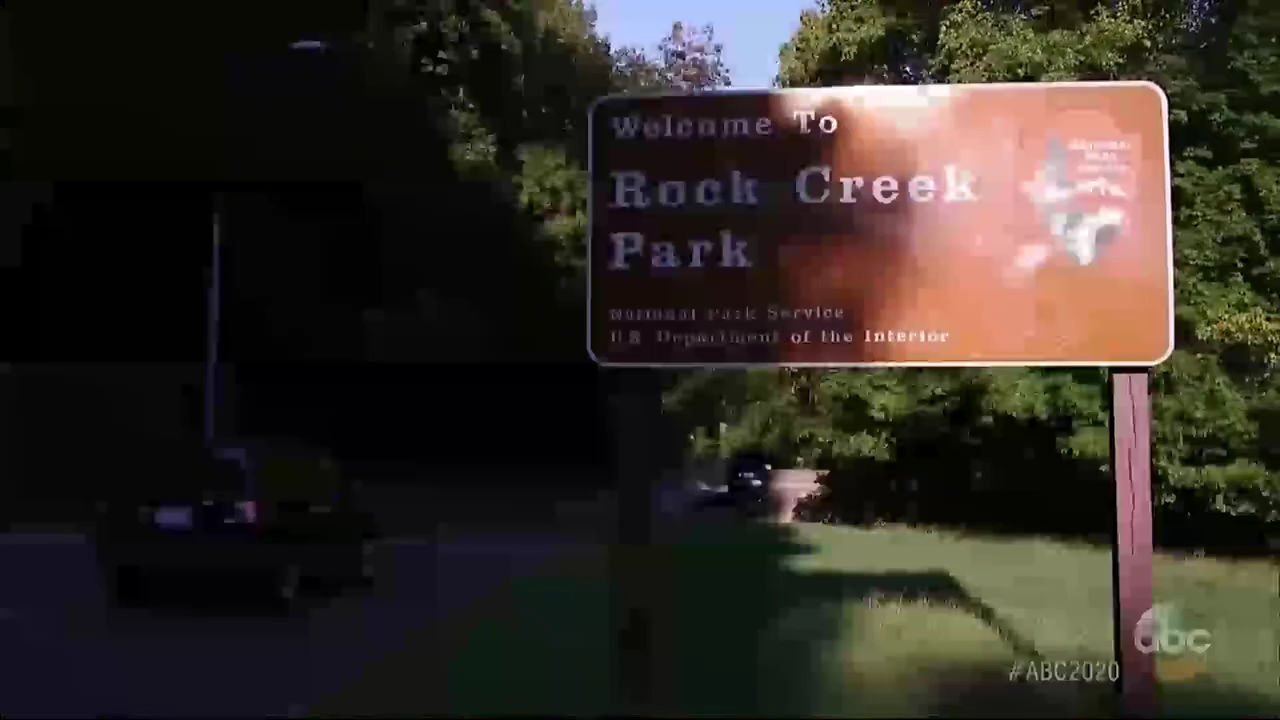 Welcome To
Rock Creek
Park
National Park Service
U.S. Department of the Interior
abc
#ABC2020